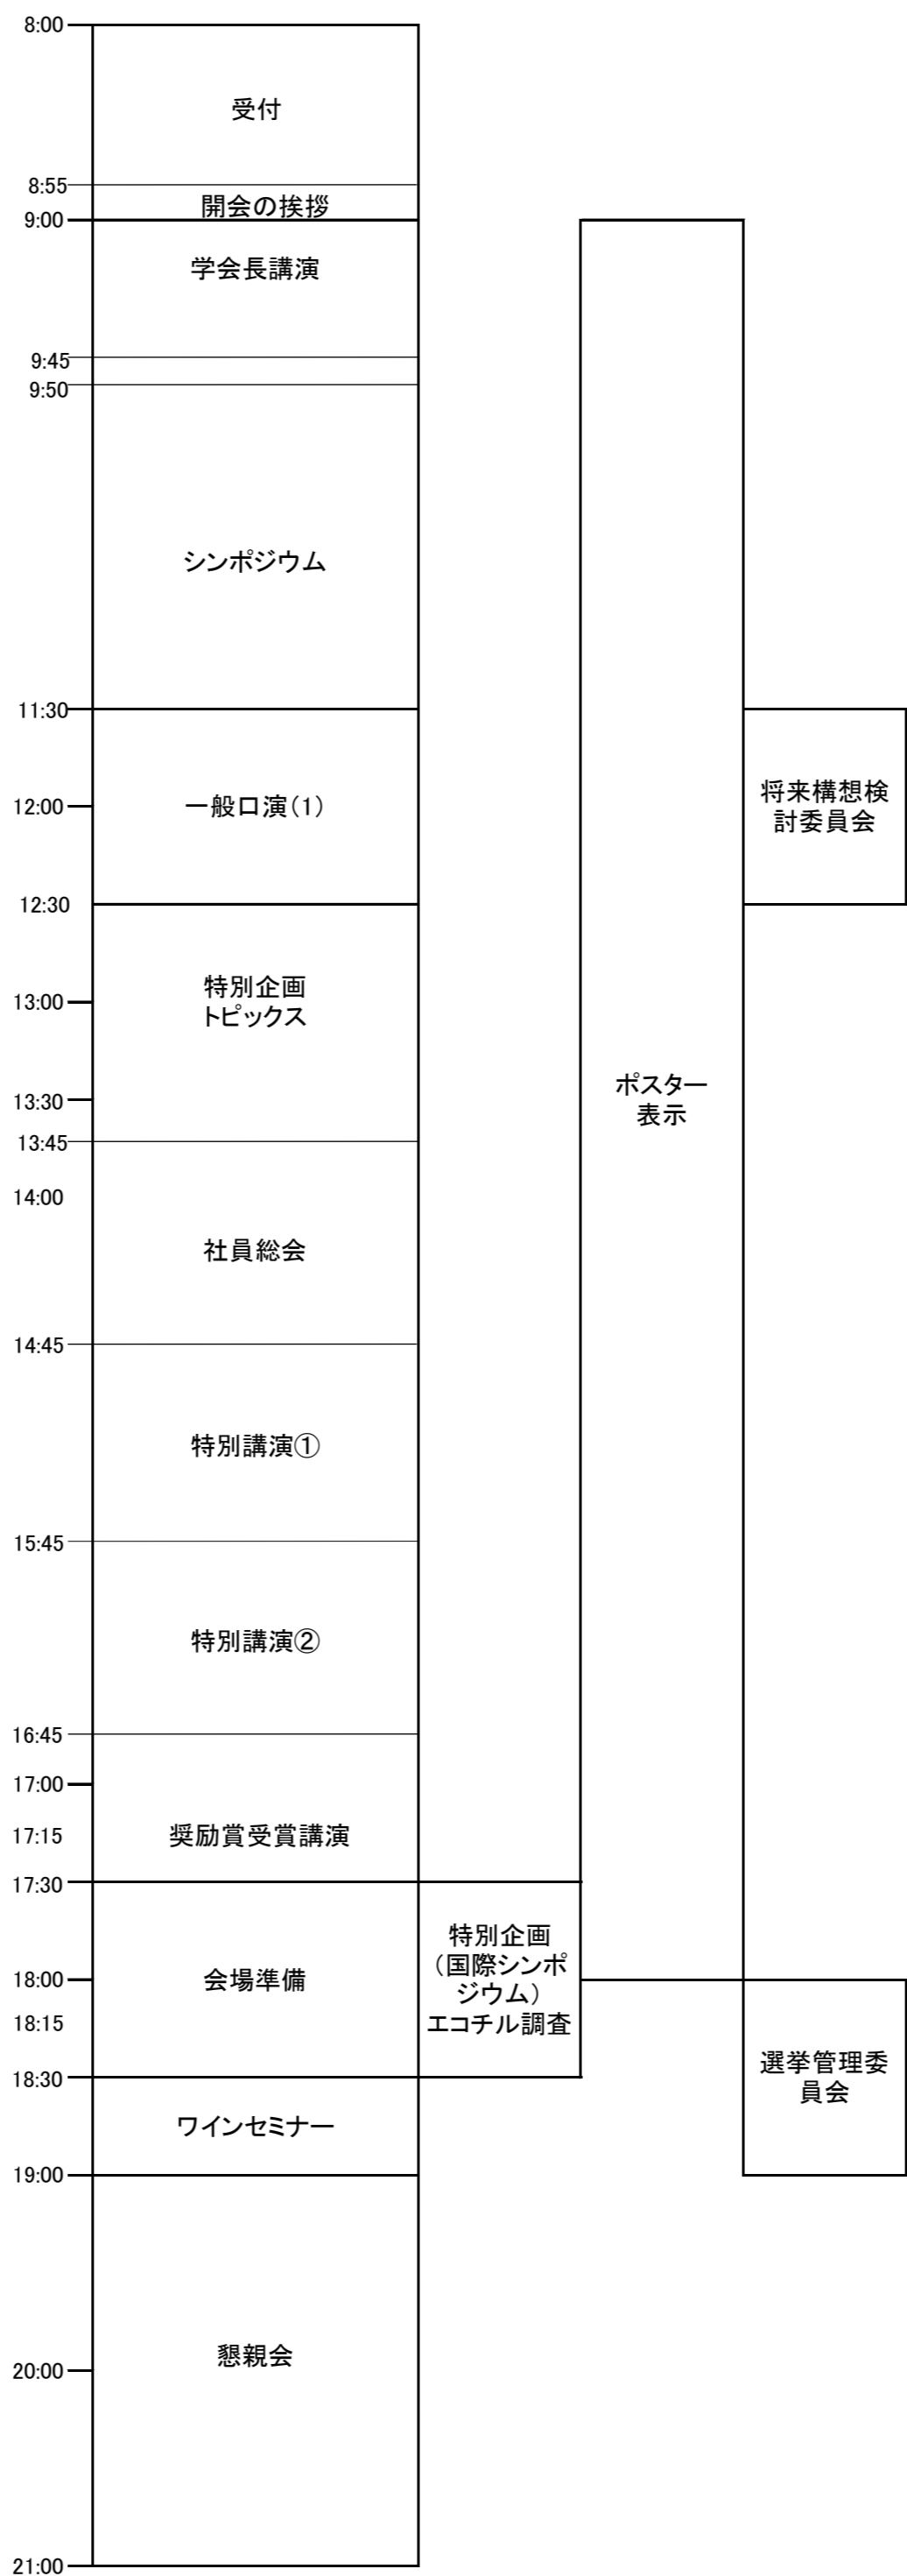 8:00
受付
8:55
開会の挨拶
9:00
学会長講演
9:45
9:50
シンポジウム
11:30
一般口演（1）
12:00
将来構想検
討委員会
12:30
特別企画
トピックス
13:00
ポスター
表示
13:30
13:45
14:00
社員総会
14:45
特別講演①
15:45
特別講演②
16:45
17:00
17:15
奨励賞受賞講演
17:30
特別企画
（国際シンポ
ジウム）
エコチル調査
18:00
会場準備
18:15
選挙管理委
員会
18:30
ワインセミナー
19:00
懇親会
20:00
21:00